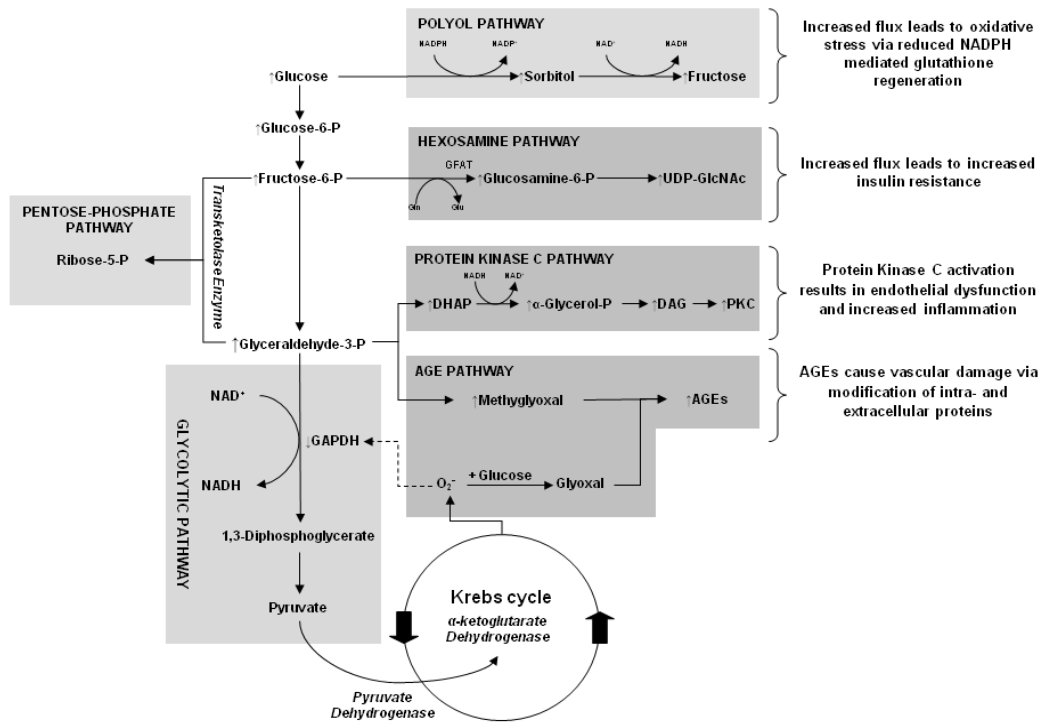 POLYOL PATHWAY
NADPH NADP⁺ NAD⁺ NADH
↑Glucose ↑Sorbitol ↑Fructose
Increased flux leads to oxidative
stress via reduced NADPH
mediated glutathione
regeneration
↑Glucose-6-P
HEXOSAMINE PATHWAY
GFAT
↑Fructose-6-P ↑Glucosamine-6-P ↑UDP-GlcNAc
Gln Glu
Increased flux leads to increased
insulin resistance
PENTOSE-PHOSPHATE
PATHWAY
Ribose-5-P
Transketolase Enzyme
PROTEIN KINASE C PATHWAY
NADH NAD⁺
↑DHAP ↑α-Glycerol-P ↑DAG ↑PKC
Protein Kinase C activation
results in endothelial dysfunction
and increased inflammation
↑Glyceraldehyde-3-P
AGE PATHWAY
↑Methyglyoxal ↑AGEs
AGEs cause vascular damage via
modification of intra- and
extracellular proteins
GLYCOLYTIC PATHWAY
NAD⁺
↓GAPDH
NADH
O₂⁻ + Glucose Glyoxal
1,3-Diphosphoglycerate
Pyruvate
Krebs cycle
α-ketoglutarate
Dehydrogenase
Pyruvate
Dehydrogenase